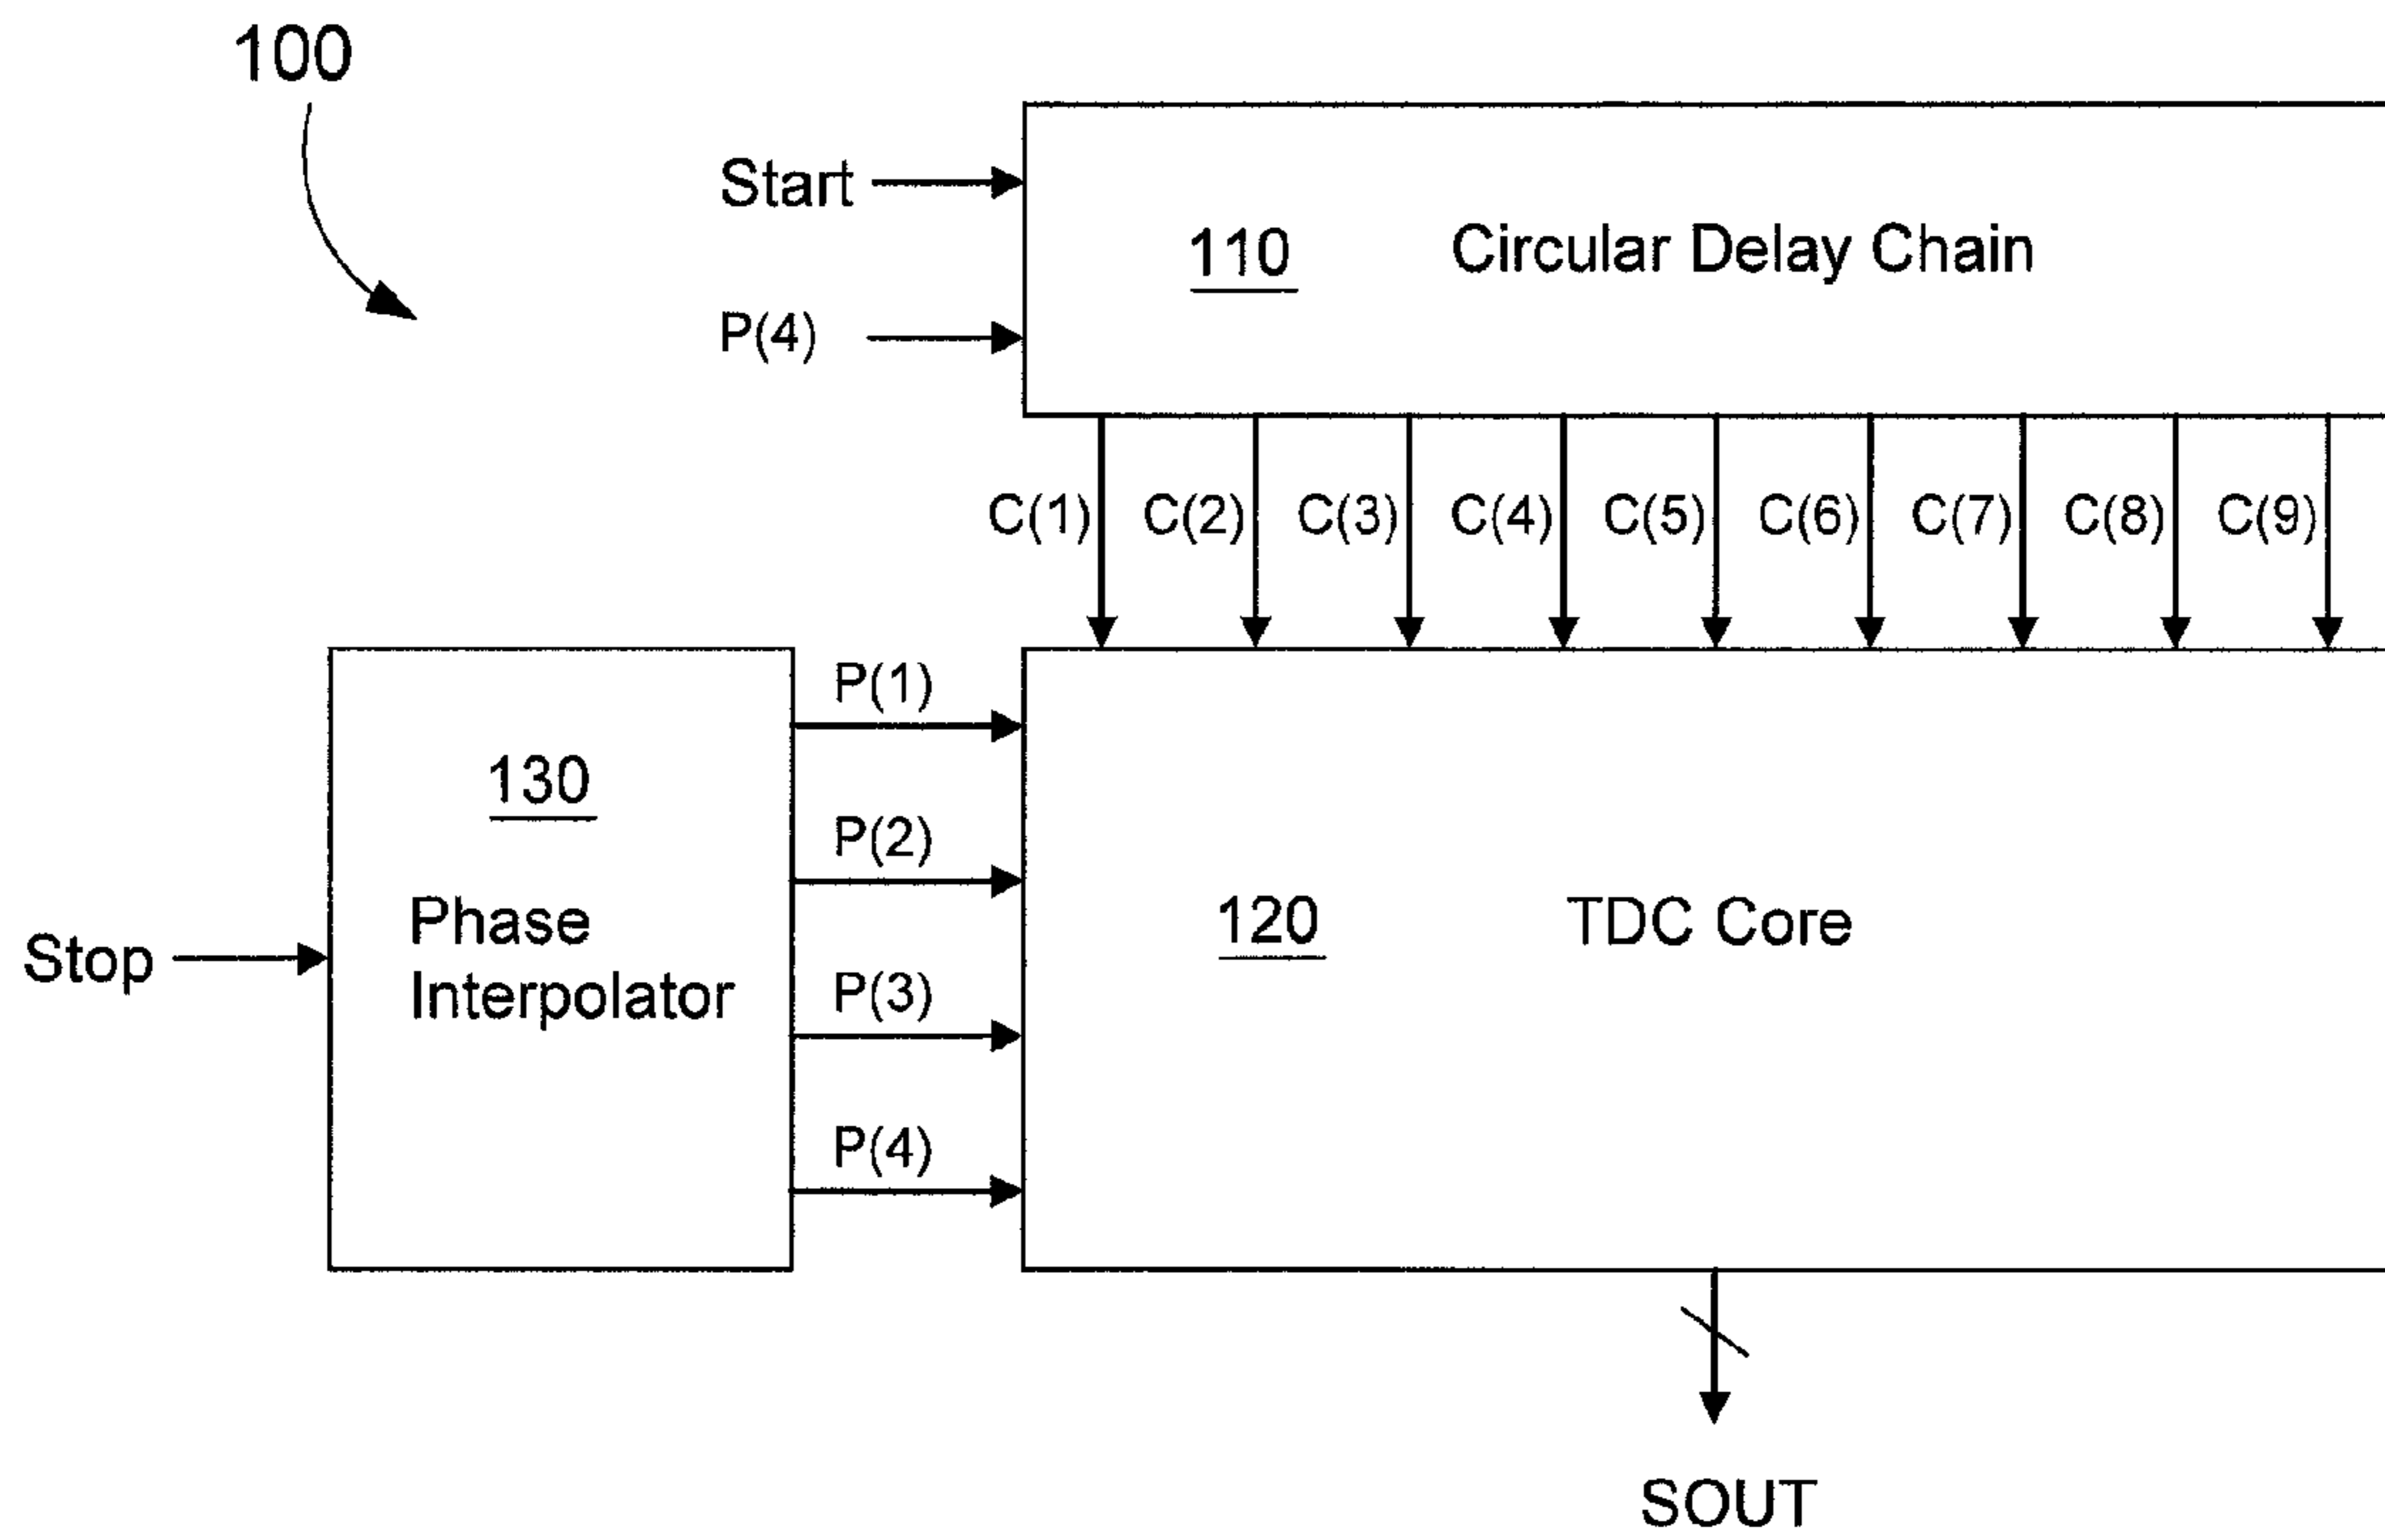 100
Start
110 Circular Delay Chain
P(4)
C(1) C(2) C(3) C(4) C(5) C(6) C(7) C(8) C(9)
P(1)
130
P(2)
Phase
Interpolator
120 TDC Core
Stop
P(3)
P(4)
SOUT